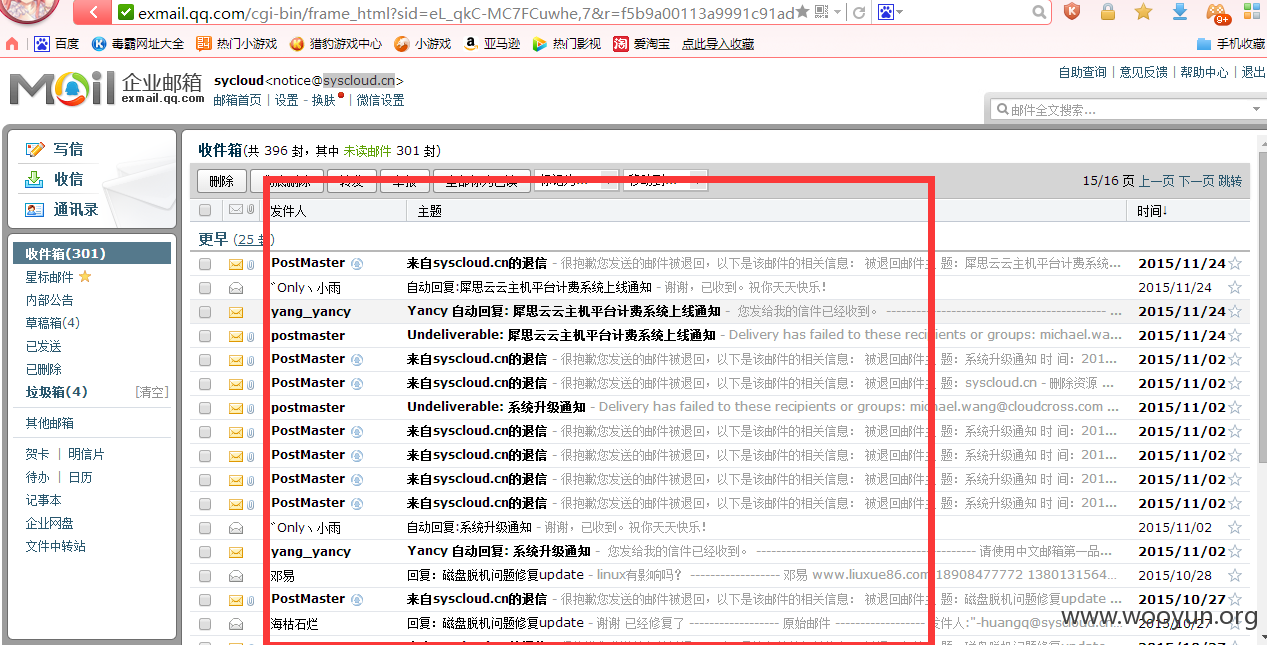 exmail.qq.com/cgi-bin/frame_html?sid=eL_qkC-MC7FCuwhe,7&r=f5b9a00113a9991c91ad
9+
百度 毒霸网址大全 热门小游戏 猎豹游戏中心 小游戏 亚马逊 热门影视 淘 爱淘宝 点此导入收藏 手机收藏
Mail 企业邮箱 exmail.qq.com
sycloud<notice@syscloud.cn>
邮箱首页 | 设置 - 换肤 | 微信设置
自助查询 | 意见反馈 | 帮助中心 | 退出
邮件全文搜索...
写信
收信
通讯录
收件箱(301)
星标邮件
内部公告
草稿箱(4)
已发送
已删除
垃圾箱(4) [清空]
其他邮箱
贺卡 | 明信片
待办 | 日历
记事本
企业网盘
文件中转站
收件箱(共 396 封，其中 未读邮件 301 封)
删除 彻底删除 转发 举报 全部标为已读 标记为... 移动到...
15/16 页 上一页 下一页 跳转
发件人 主题 时间↓
更早 (25 封)
PostMaster 来自syscloud.cn的退信 - 很抱歉您发送的邮件被退回，以下是该邮件的相关信息： 被退回邮件主 题：犀思云云主机平台计费系统... 2015/11/24
ﾞOnly丶小雨 自动回复:犀思云云主机平台计费系统上线通知 - 谢谢，已收到。祝你天天快乐！ 2015/11/24
yang_yancy Yancy 自动回复: 犀思云云主机平台计费系统上线通知 - 您发给我的信件已经收到。 ------------------------------------------ ... 2015/11/24
postmaster Undeliverable: 犀思云云主机平台计费系统上线通知 - Delivery has failed to these recipients or groups: michael.wa... 2015/11/24
PostMaster 来自syscloud.cn的退信 - 很抱歉您发送的邮件被退回，以下是该邮件的相关信息： 被退回邮件主 题：系统升级通知 时 间：201... 2015/11/02
PostMaster 来自syscloud.cn的退信 - 很抱歉您发送的邮件被退回，以下是该邮件的相关信息： 被退回邮件主 题：syscloud.cn - 删除资源 ... 2015/11/02
postmaster Undeliverable: 系统升级通知 - Delivery has failed to these recipients or groups: michael.wang@cloudcross.com ... 2015/11/02
PostMaster 来自syscloud.cn的退信 - 很抱歉您发送的邮件被退回，以下是该邮件的相关信息： 被退回邮件主 题：系统升级通知 时 间：201... 2015/11/02
PostMaster 来自syscloud.cn的退信 - 很抱歉您发送的邮件被退回，以下是该邮件的相关信息： 被退回邮件主 题：系统升级通知 时 间：201... 2015/11/02
PostMaster 来自syscloud.cn的退信 - 很抱歉您发送的邮件被退回，以下是该邮件的相关信息： 被退回邮件主 题：系统升级通知 时 间：201... 2015/11/02
PostMaster 来自syscloud.cn的退信 - 很抱歉您发送的邮件被退回，以下是该邮件的相关信息： 被退回邮件主 题：系统升级通知 时 间：201... 2015/11/02
ﾞOnly丶小雨 自动回复:系统升级通知 - 谢谢，已收到。祝你天天快乐！ 2015/11/02
yang_yancy Yancy 自动回复: 系统升级通知 - 您发给我的信件已经收到。 ------------------------------------------ 请使用中文邮箱第一品... 2015/11/02
邓易 回复：磁盘脱机问题修复update - linux有影响吗？ ------------------ 邓易 www.liuxue86.com 18908477772 1380131564... 2015/10/28
PostMaster 来自syscloud.cn的退信 - 很抱歉您发送的邮件被退回，以下是该邮件的相关信息： 被退回邮件主 题：磁盘脱机问题修复update ... 2015/10/27
海枯石烂 回复：磁盘脱机问题修复update - 谢谢 已经修复了 ------------------ 原始邮件 ------------------ 发件人:"-huangq@syscloud.cn... 2015/10/27
www.wooyun.org